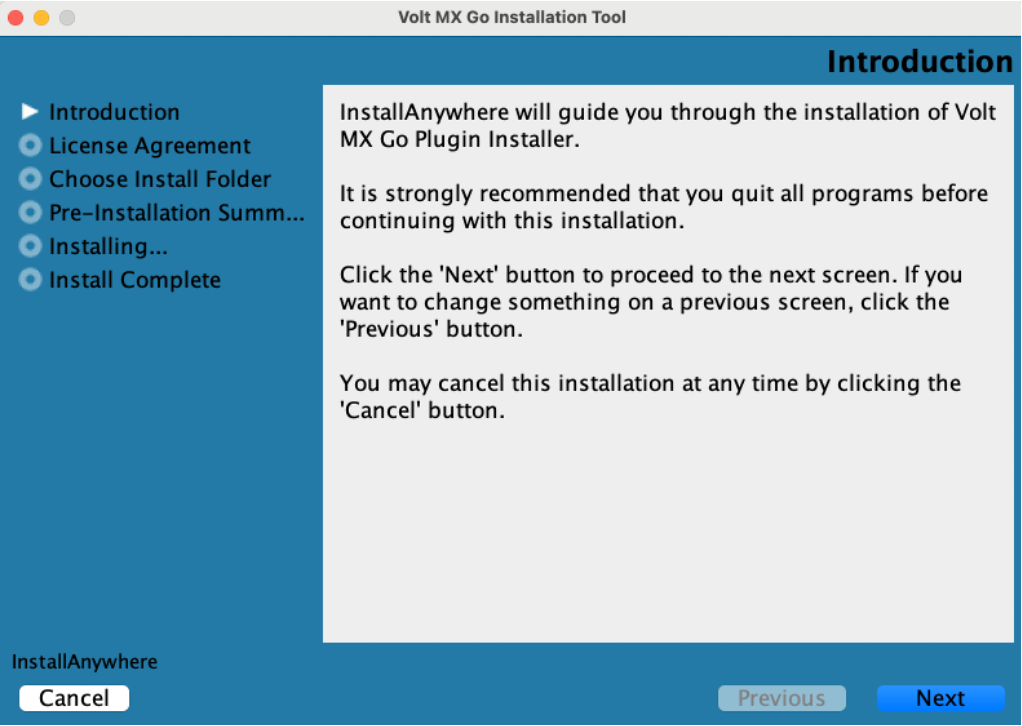 Volt MX Go Installation Tool
Introduction
Introduction
License Agreement
Choose Install Folder
Pre-Installation Summ...
Installing...
Install Complete
InstallAnywhere will guide you through the installation of Volt
MX Go Plugin Installer.
It is strongly recommended that you quit all programs before
continuing with this installation.
Click the 'Next' button to proceed to the next screen. If you
want to change something on a previous screen, click the
'Previous' button.
You may cancel this installation at any time by clicking the
'Cancel' button.
InstallAnywhere
Cancel
Previous
Next